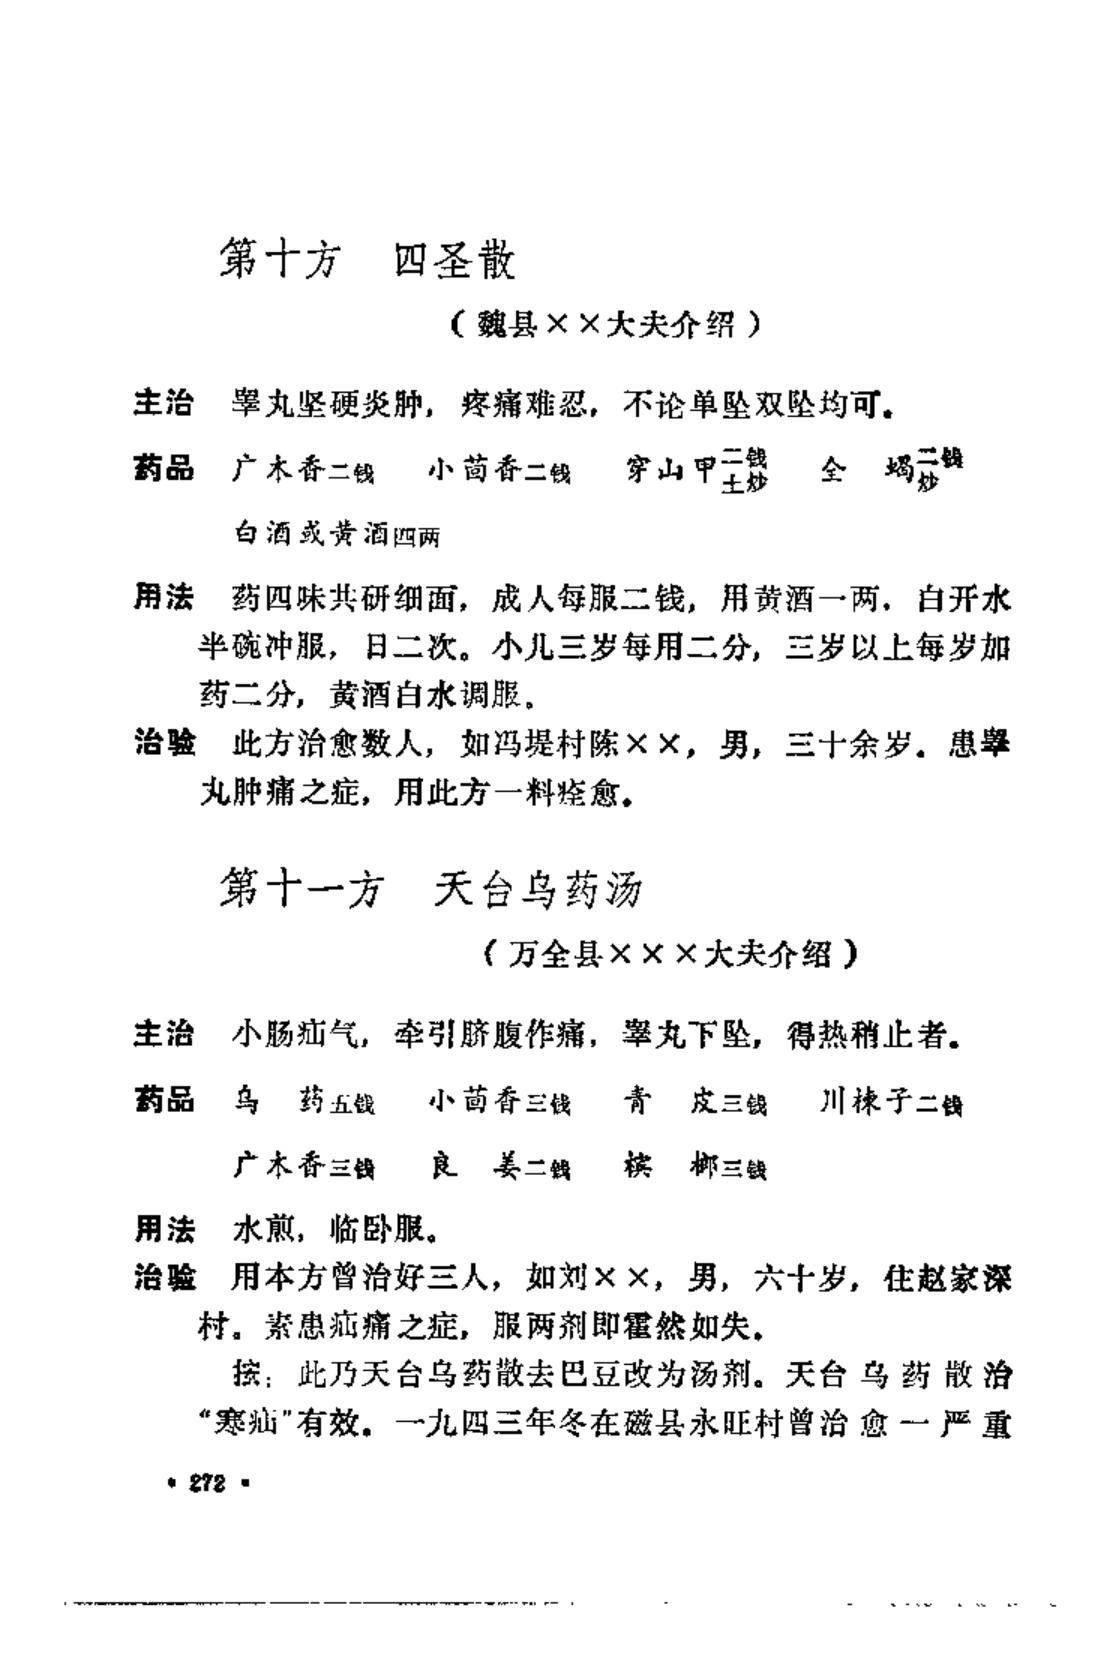 第十方　四圣散
（魏县××大夫介绍）
主治　睾丸坚硬炎肿，疼痛难忍，不论单坠双坠均可。
药品　广木香二钱　小茴香二钱　穿山甲二钱土炒　全　蝎二钱炒
白酒或黄酒四两
用法　药四味共研细面，成人每服二钱，用黄酒一两，白开水
半碗冲服，日二次。小儿三岁每用二分，三岁以上每岁加
药二分，黄酒白水调服。
治验　此方治愈数人，如冯堤村陈××，男，三十余岁。患睾
丸肿痛之症，用此方一料痊愈。
第十一方　天台乌药汤
（万全县×××大夫介绍）
主治　小肠疝气，牵引脐腹作痛，睾丸下坠，得热稍止者。
药品　乌　药五钱　小茴香三钱　青　皮三钱　川楝子二钱
广木香三钱　良　姜二钱　槟　榔三钱
用法　水煎，临卧服。
治验　用本方曾治好三人，如刘××，男，六十岁，住赵家深
村。素患疝痛之症，服两剂即霍然如失。
按：此乃天台乌药散去巴豆改为汤剂。天台乌药散治
“寒疝”有效。一九四三年冬在磁县永旺村曾治愈一严重
• 272 •